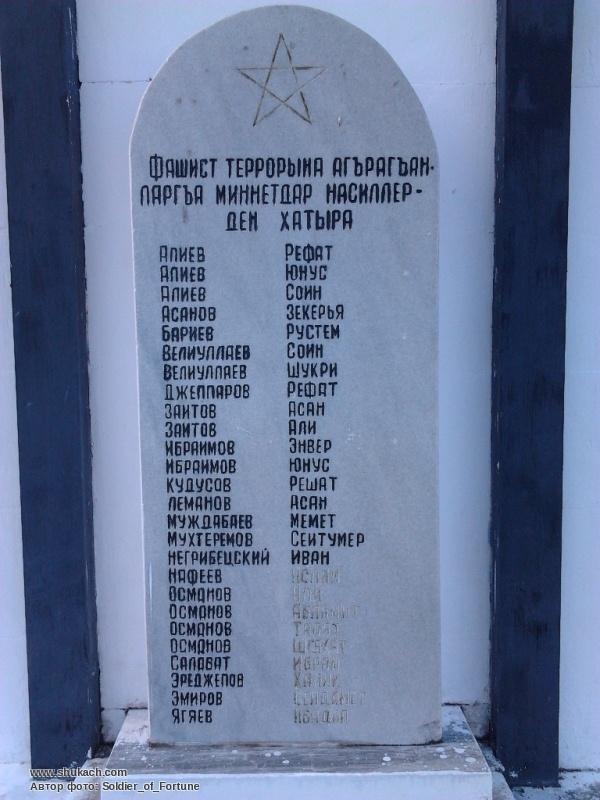 ФАШИСТ ТЕРРОРЫНА АГЪРАГЪАН-
ЛАРГЪА МИННЕТДАР НАСИЛЛЕР-
ДЕН ХАТЫРА
АЛИЕВ РЕФАТ
АЛИЕВ ЮНУС
АЛИЕВ СОИН
АСАНОВ ЗЕКЕРЬЯ
БАРИЕВ РУСТЕМ
ВЕЛИУЛЛАЕВ СОИН
ВЕЛИУЛЛАЕВ ШУКРИ
ДЖЕППАРОВ РЕФАТ
ЗАИТОВ АСАН
ЗАИТОВ АЛИ
ИБРАИМОВ ЭНВЕР
ИБРАИМОВ ЮНУС
КУДУСОВ РЕШАТ
ЛЕМАНОВ АСАН
МУЖДАБАЕВ МЕМЕТ
МУХТЕРЕМОВ СЕИТУМЕР
НЕГРИБЕЦСКИЙ ИВАН
НАФЕЕВ
ОСМАНОВ
ОСМАНОВ
ОСМАНОВ
ОСМАНОВ
САЛОВАТ
ЭРЕДЖЕПОВ
ЭМИРОВ
ЯГЯЕВ
www.shukach.com
Автор фото: Soldier_of_Fortune